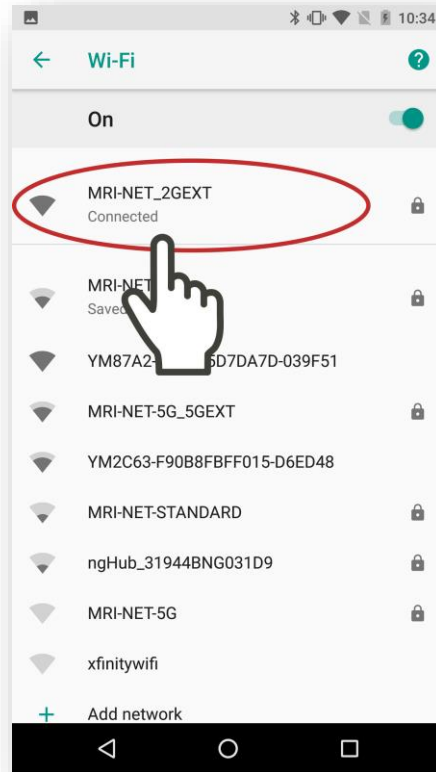 10:34
Wi-Fi
?
On
MRI-NET_2GEXT
Connected
MRI-NET
Saved
YM87A2- 5D7DA7D-039F51
MRI-NET-5G_5GEXT
YM2C63-F90B8FBFF015-D6ED48
MRI-NET-STANDARD
ngHub_31944BNG031D9
MRI-NET-5G
xfinitywifi
Add network